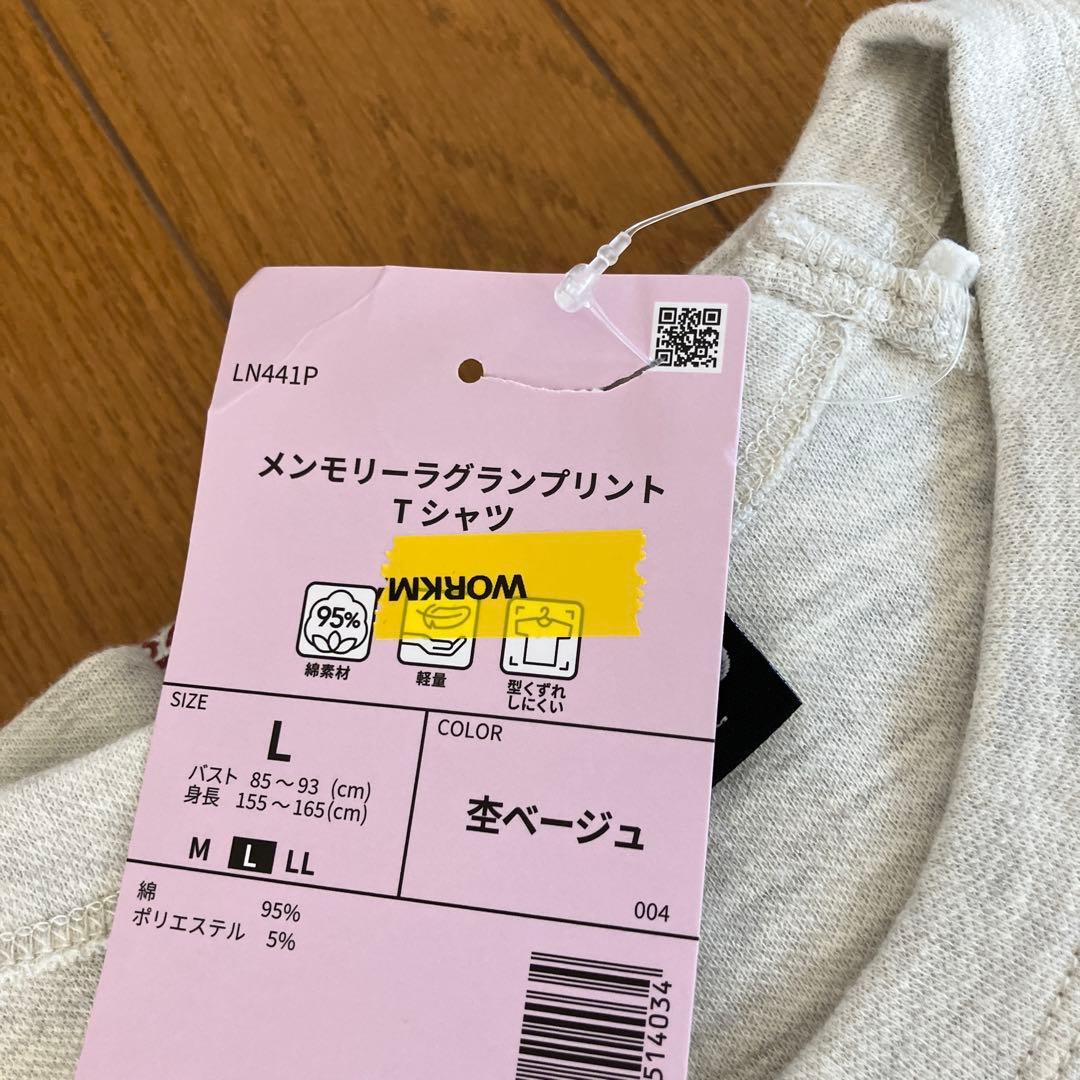 LN441P
メンモリーラグランプリント
Tシャツ
WORKM
95%
綿素材
軽量
型くずれ
しにくい
SIZE
L
バスト 85～93 (cm)
身長 155～165(cm)
M L LL
COLOR
杢ベージュ
004
綿 95%
ポリエステル 5%
514034